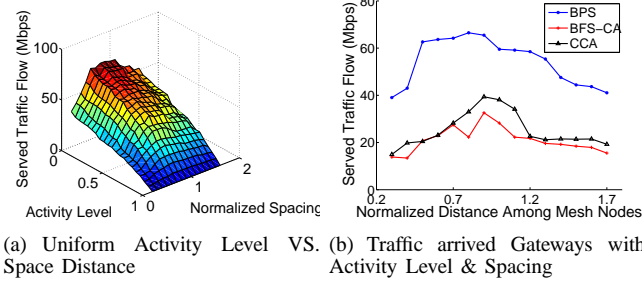 Served Traffic Flow (Mbps)
100
50
0
0
0.5
1
0
1
2
Activity Level
Normalized Spacing
Served Traffic Flow (Mbps)
80
60
40
20
0
0.2
0.7
1.2
1.7
Normalized Distance Among Mesh Nodes
BPS
BFS-CA
CCA
(a) Uniform Activity Level VS.
Space Distance
(b) Traffic arrived Gateways with
Activity Level & Spacing